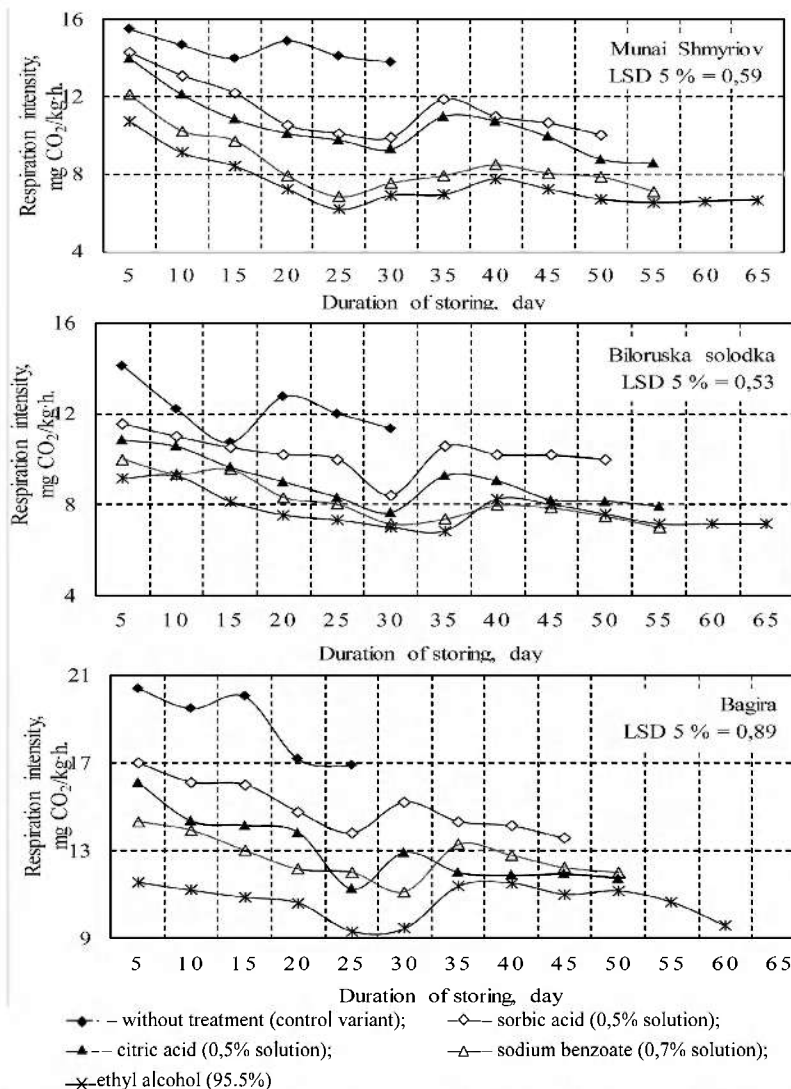 Respiration intensity,
mg CO₂/kg·h.
16
12
8
4
Munai Shmyriov
LSD 5 % = 0,59
5 10 15 20 25 30 35 40 45 50 55 60 65
Duration of storing, day
Respiration intensity,
mg CO₂/kg·h.
16
12
8
4
Biloruska solodka
LSD 5 % = 0,53
5 10 15 20 25 30 35 40 45 50 55 60 65
Duration of storing, day
Respiration intensity,
mg CO₂/kg·h.
21
17
13
9
Bagira
LSD 5 % = 0,89
5 10 15 20 25 30 35 40 45 50 55 60 65
Duration of storing, day
– without treatment (control variant); – sorbic acid (0,5% solution);
– citric acid (0,5% solution); – sodium benzoate (0,7% solution);
ethyl alcohol (95.5%)